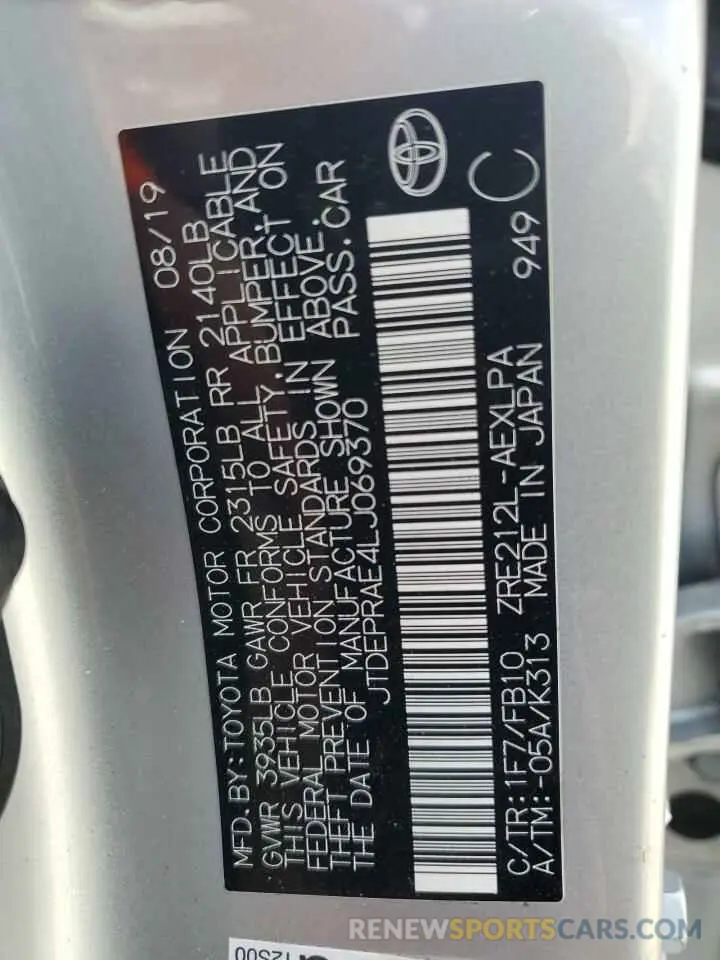 MFD. BY: TOYOTA MOTOR CORPORATION 08/19
GVWR 3935LB GAWR FR 2315LB RR 2140LB
THIS VEHICLE CONFORMS TO ALL APPLICABLE
FEDERAL MOTOR VEHICLE SAFETY, BUMPER, AND
THEFT PREVENTION STANDARDS IN EFFECT ON
THE DATE OF MANUFACTURE SHOWN ABOVE.
JTDEPRAE4LJ069370 PASS. CAR
C/TR: 1F7/FB10 ZRE212L-AEXLPA 949
A/TM: -05A/K313 MADE IN JAPAN
C
12S00
RENEWSPORTSCARS.COM